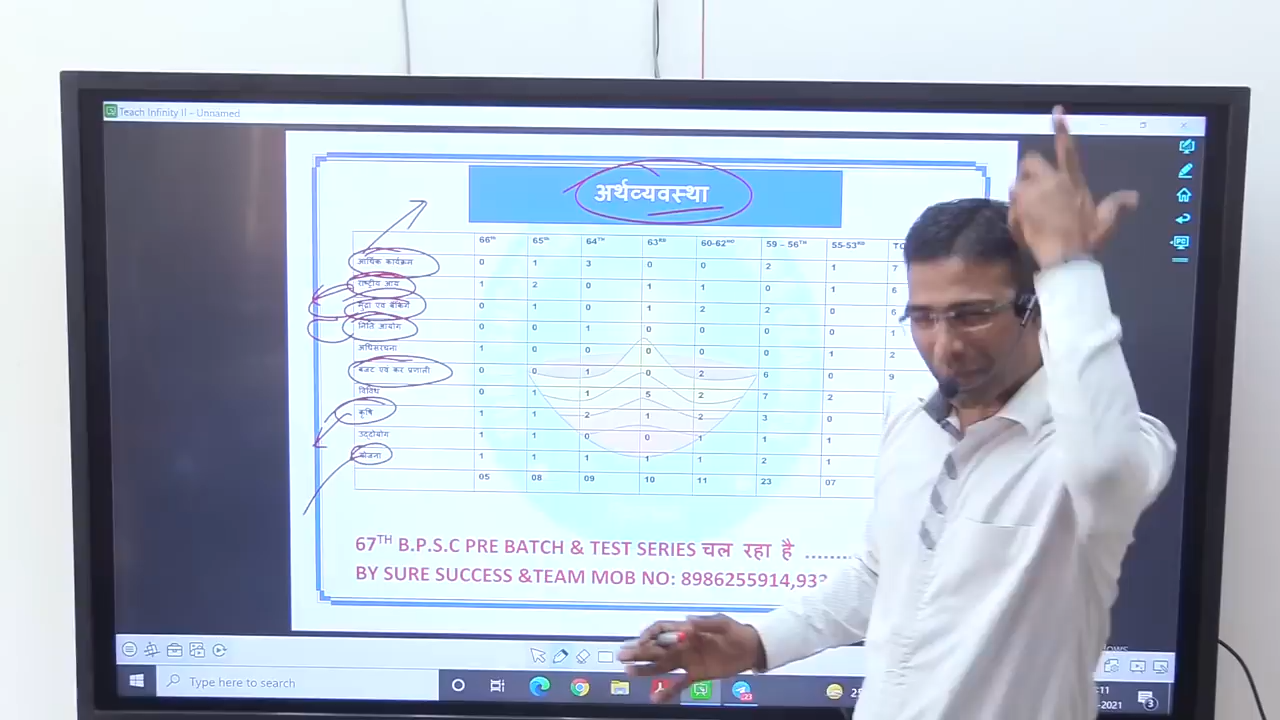 Teach Infinity II - Unnamed
अर्थव्यवस्था
66TH 65TH 64TH 63RD 60-62ND 59 – 56TH 55-53RD
आर्थिक कार्यक्रम 0 1 3 0 0 2 1 7
राष्ट्रीय आय 1 2 0 1 1 0 1 6
मुद्रा एवं बैंकिंग 0 1 0 1 2 2 0 6
निति आयोग 0 0 1 0 0 0 0 1
अधिसंरचना 1 0 0 0 0 0 1 2
बजट एवं कर प्रणाली 0 0 1 0 2 6 0 9
विविध 0 1 1 5 2 7 2
कृषि 1 1 2 1 2 3 0
उद्दोयोग 1 1 0 0 1 1 1
योजना 1 1 1 1 1 2 1
05 08 09 10 11 23 07
67TH B.P.S.C PRE BATCH & TEST SERIES चल रहा है ........
BY SURE SUCCESS &TEAM MOB NO: 8986255914,93
Type here to search